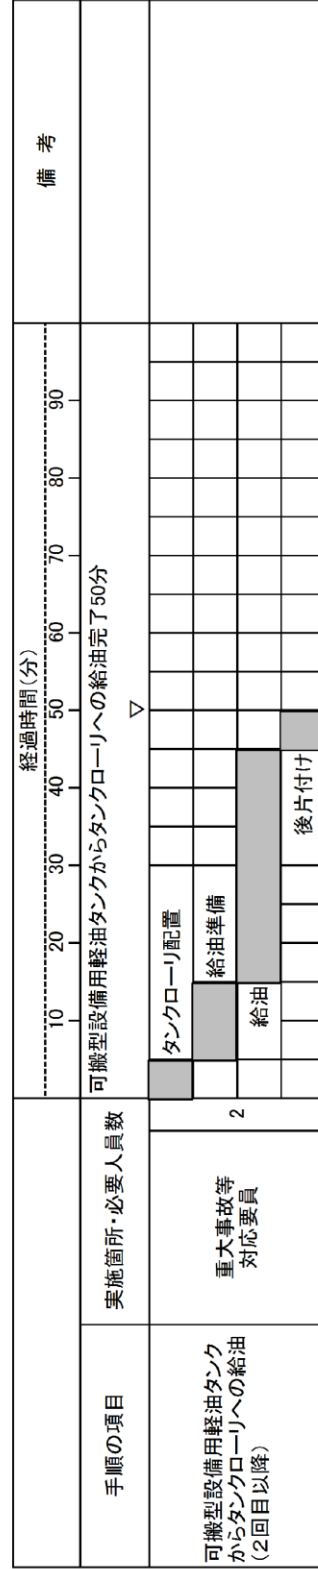 経過時間(分)
備 考
10 20 30 40 50 60 70 80 90
手順の項目
実施箇所・必要人員数
可搬型設備用軽油タンクからタンクローリへの給油完了50分
▽
可搬型設備用軽油タンク
からタンクローリへの給油
(2回目以降)
重大事故等
対応要員
2
タンクローリ配置
給油準備
給油
後片付け